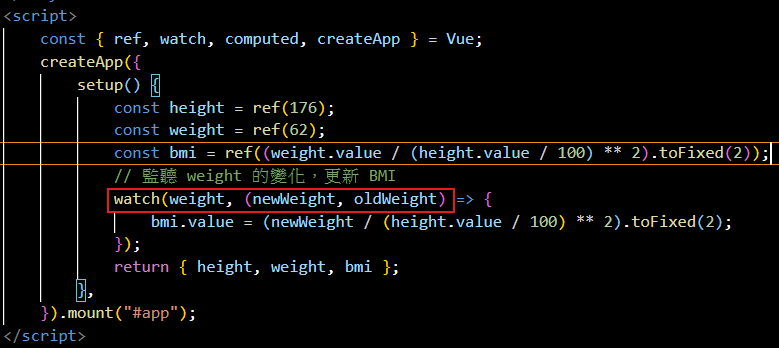 <script>
const { ref, watch, computed, createApp } = Vue;
createApp({
setup() {
const height = ref(176);
const weight = ref(62);
const bmi = ref((weight.value / (height.value / 100) ** 2).toFixed(2));
// 監聽 weight 的變化，更新 BMI
watch(weight, (newWeight, oldWeight) => {
bmi.value = (newWeight / (height.value / 100) ** 2).toFixed(2);
});
return { height, weight, bmi };
},
}).mount("#app");
</script>